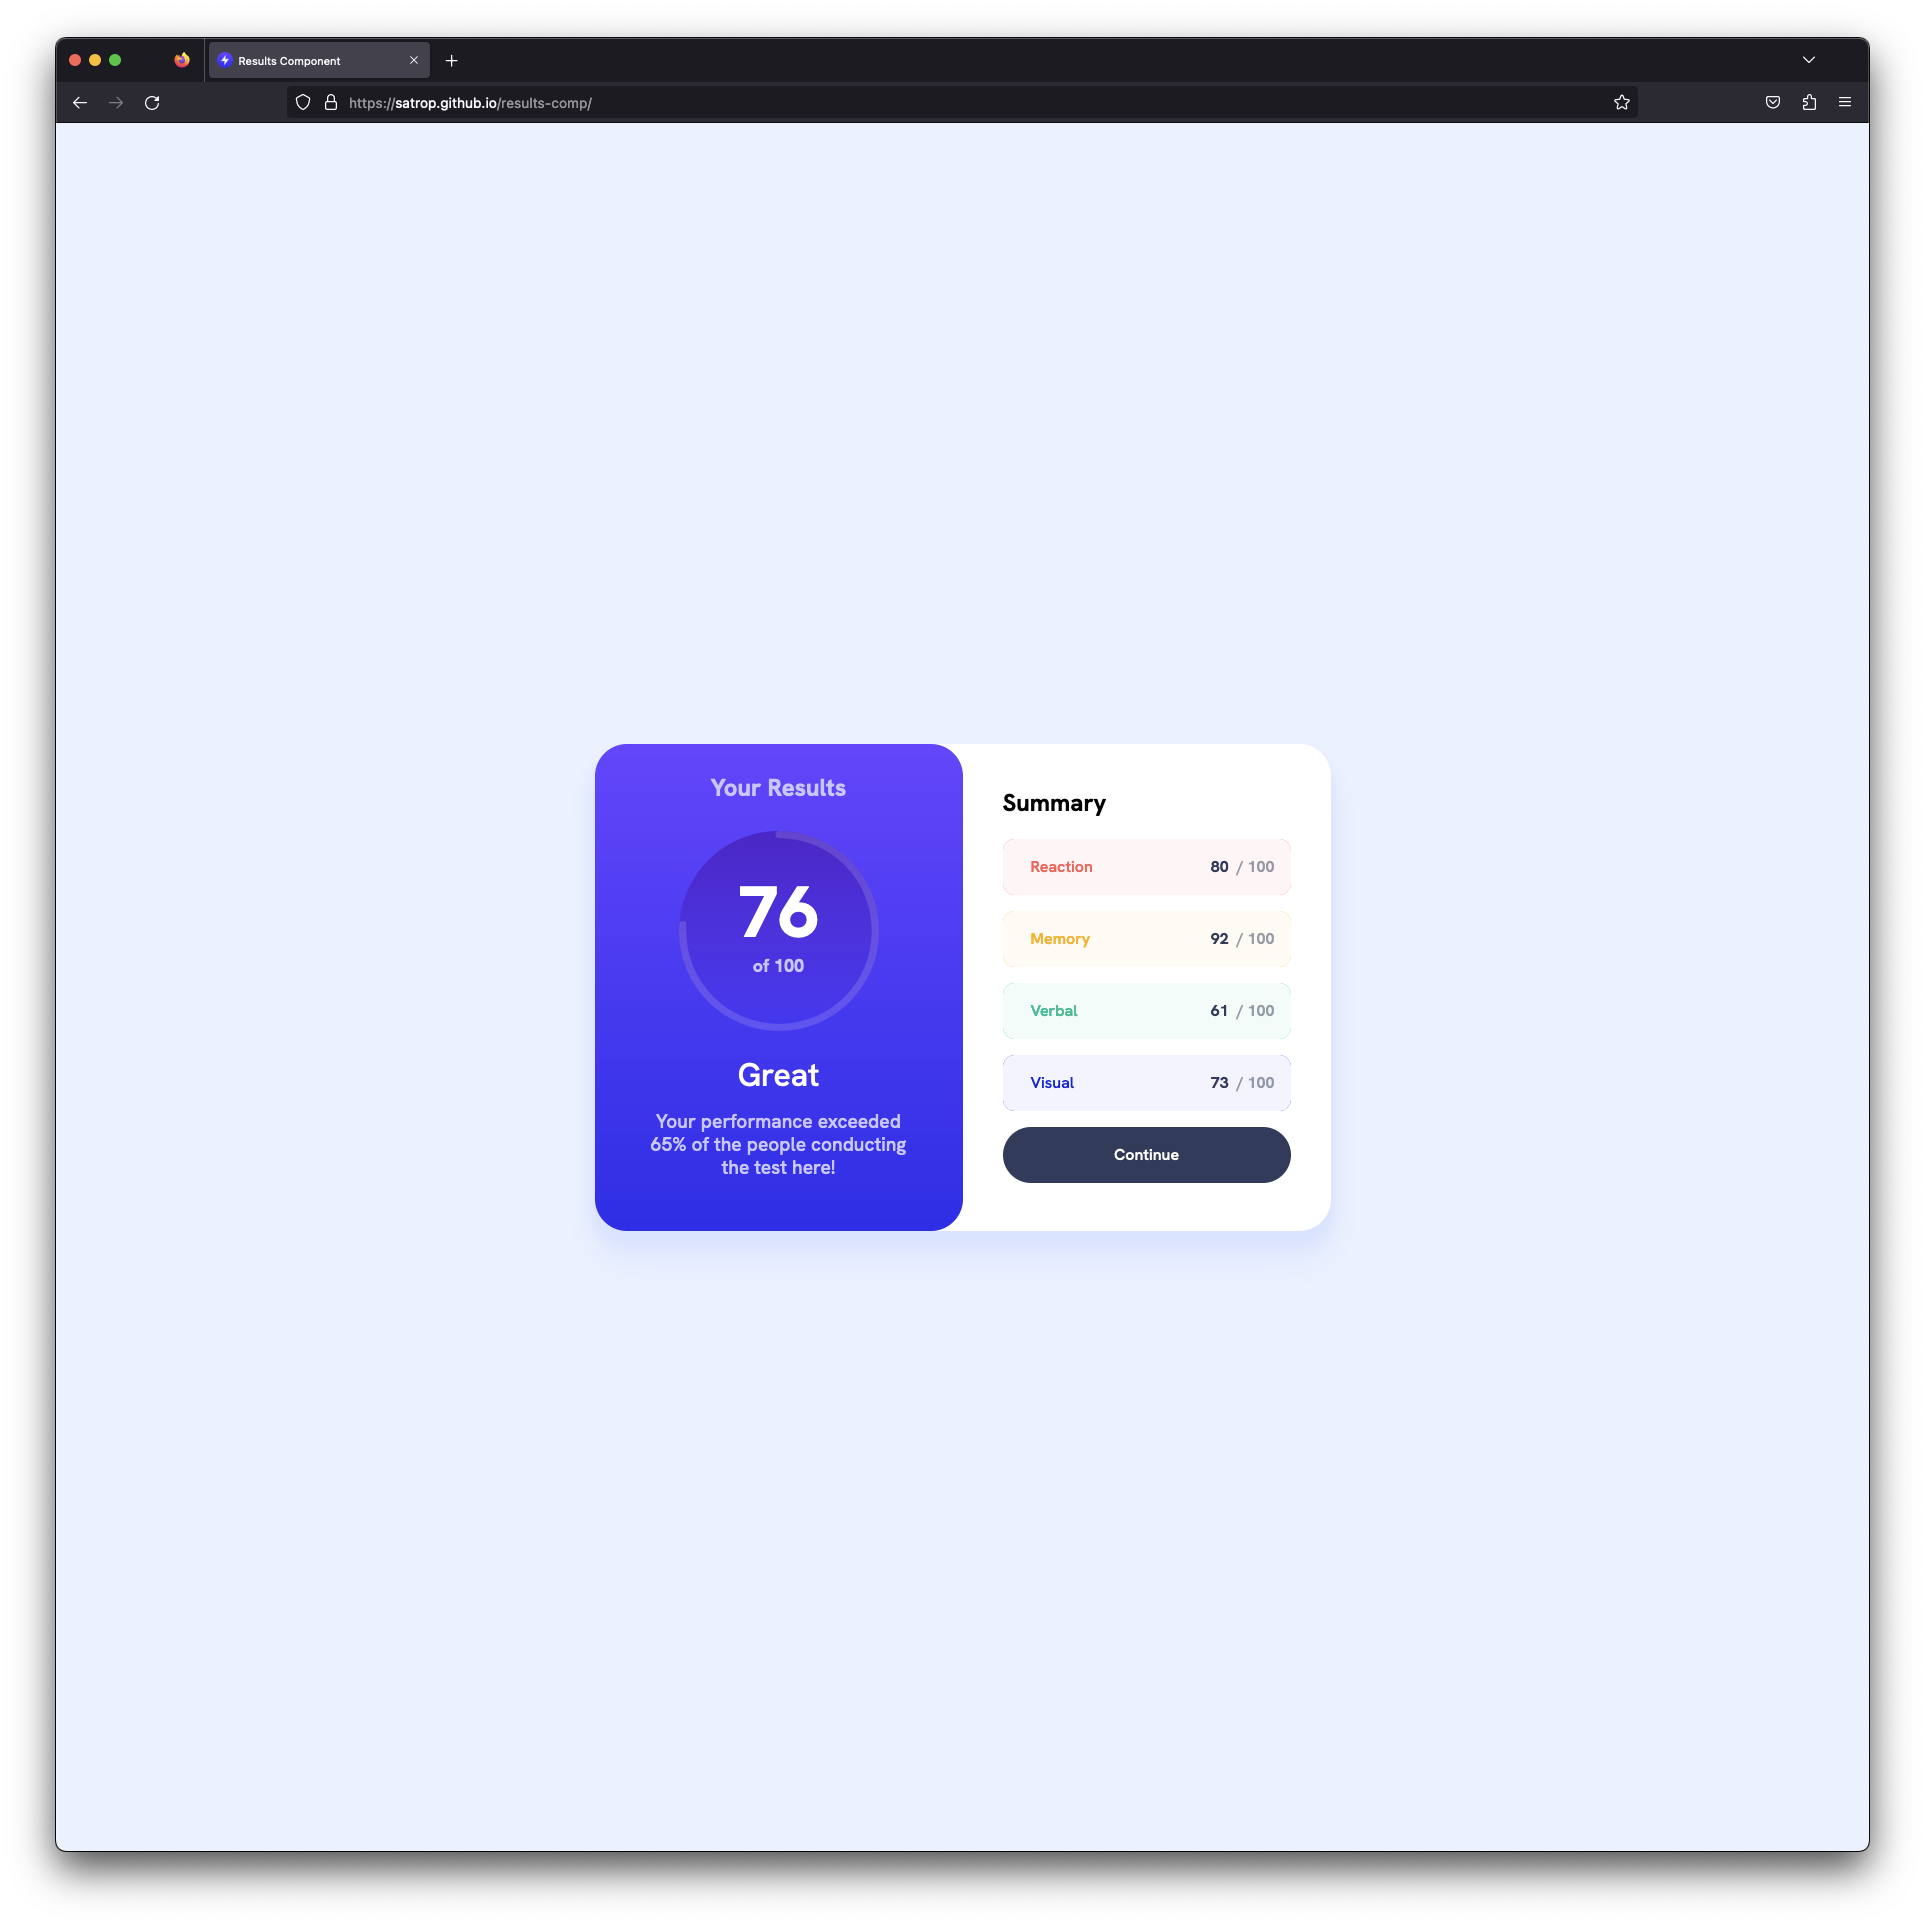 Results Component
https://satrop.github.io/results-comp/
Your Results
76
of 100
Great
Your performance exceeded
65% of the people conducting
the test here!
Summary
Reaction 80 / 100
Memory 92 / 100
Verbal 61 / 100
Visual 73 / 100
Continue